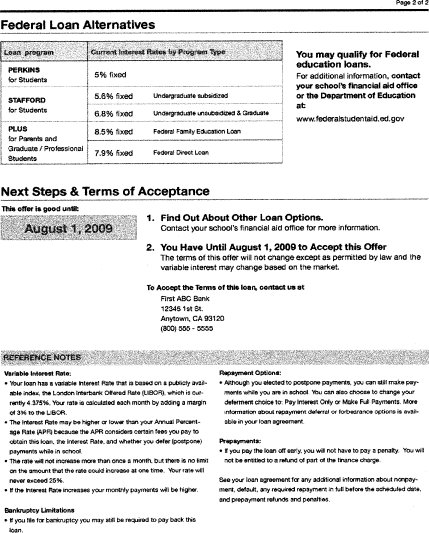 Page 2 of 2
Federal Loan Alternatives
Loan program
Current Interest Rates by Program Type
PERKINS
for Students
5% fixed
STAFFORD
for Students
5.6% fixed
Undergraduate subsidized
6.8% fixed
Undergraduate unsubsidized & Graduate
PLUS
for Parents and
Graduate / Professional
Students
8.5% fixed
Federal Family Education Loan
7.9% fixed
Federal Direct Loan
You may qualify for Federal
education loans.
For additional information, contact
your school's financial aid office
or the Department of Education
at:
www.federalstudentaid.ed.gov
Next Steps & Terms of Acceptance
This offer is good until:
August 1, 2009
1. Find Out About Other Loan Options.
Contact your school's financial aid office for more information.
2. You Have Until August 1, 2009 to Accept this Offer
The terms of this offer will not change except as permitted by law and the
variable interest may change based on the market.
To Accept the Terms of this loan, contact us at
First ABC Bank
12345 1st St.
Anytown, CA 93120
(800) 555 - 5555
REFERENCE NOTES
Variable Interest Rate:
• Your loan has a variable Interest Rate that is based on a publicly avail-
able index, the London Interbank Offered Rate (LIBOR), which is cur-
rently 4.375%. Your rate is calculated each month by adding a margin
of 3% to the LIBOR.
• The Interest Rate may be higher or lower than your Annual Percent-
age Rate (APR) because the APR considers certain fees you pay to
obtain this loan, the Interest Rate, and whether you defer (postpone)
payments while in school.
• The rate will not increase more than once a month, but there is no limit
on the amount that the rate could increase at one time. Your rate will
never exceed 25%.
• If the Interest Rate increases your monthly payments will be higher.
Bankruptcy Limitations
• If you file for bankruptcy you may still be required to pay back this
loan.
Repayment Options:
• Although you elected to postpone payments, you can still make pay-
ments while you are in school. You can also choose to change your
deferment choice to: Pay Interest Only or Make Full Payments. More
information about repayment deferral or forbearance options is avail-
able in your loan agreement.
Prepayments:
• If you pay the loan off early, you will not have to pay a penalty. You will
not be entitled to a refund of part of the finance charge.
See your loan agreement for any additional information about nonpay-
ment, default, any required repayment in full before the scheduled date,
and prepayment refunds and penalties.